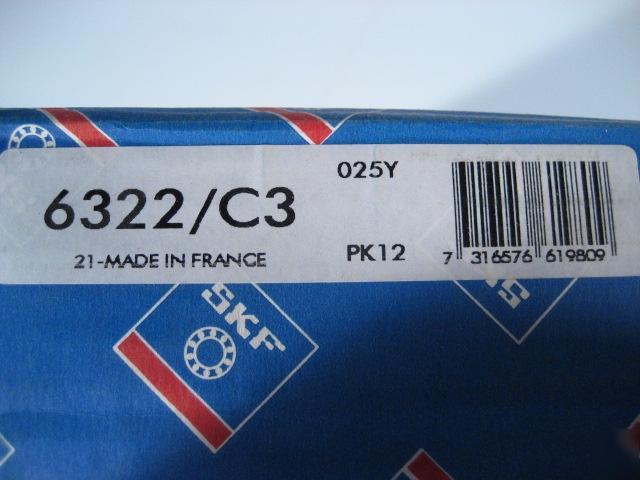 025Y
6322/C3
21-MADE IN FRANCE
PK12
7 316576 619809
SKF